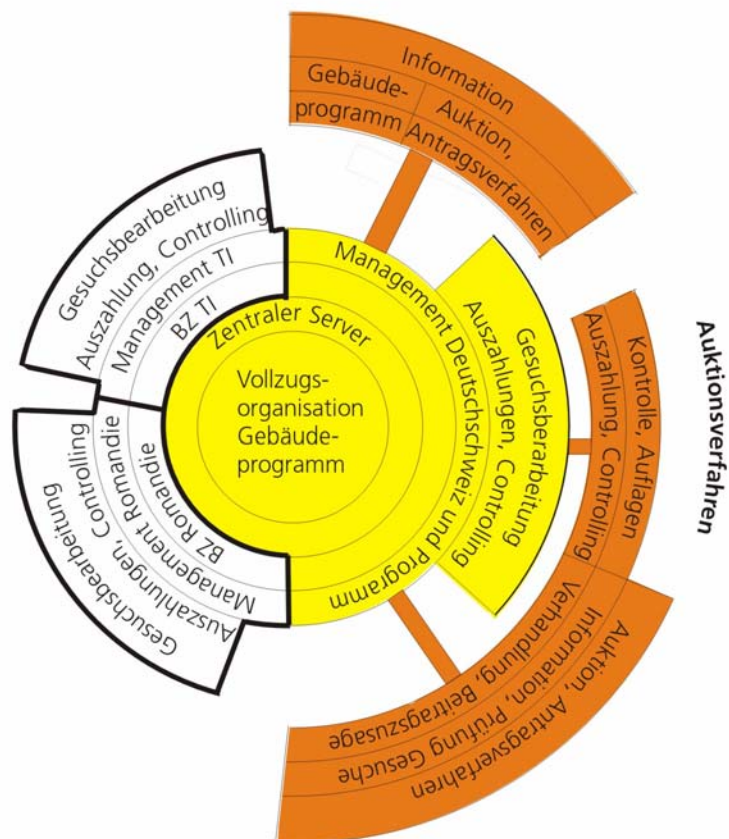 Information
Gebäude-
programm
Auktion,
Antragsverfahren
Gesuchsbearbeitung
Auszahlung, Controlling
Management TI
BZ TI
Zentraler Server
Vollzugs-
organisation
Gebäude-
programm
Management Deutschschweiz und Programm
Auszahlungen, Controlling
Gesuchsberarbeitung
Auszahlung, Controlling
Kontrolle, Auflagen
Auktionsverfahren
BZ Romandie
Management Romandie
Auszahlungen, Controlling
Gesuchsbearbeitung
Verhandlung, Beitragszusage
Information, Prüfung Gesuche
Auktion, Antragsverfahren